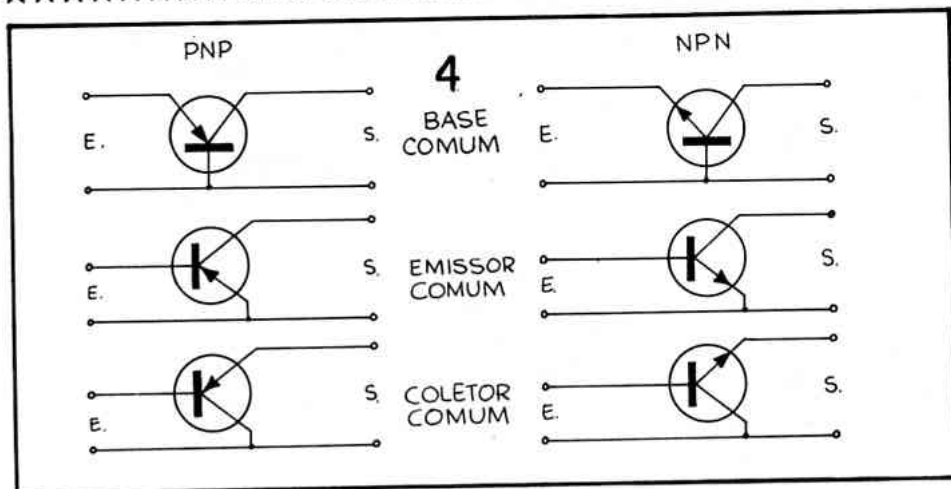 PNP
4
NPN
E.
S.
BASE
COMUM
E.
S.
E.
S.
EMISSOR
COMUM
E.
S.
E.
S.
COLETOR
COMUM
E.
S.